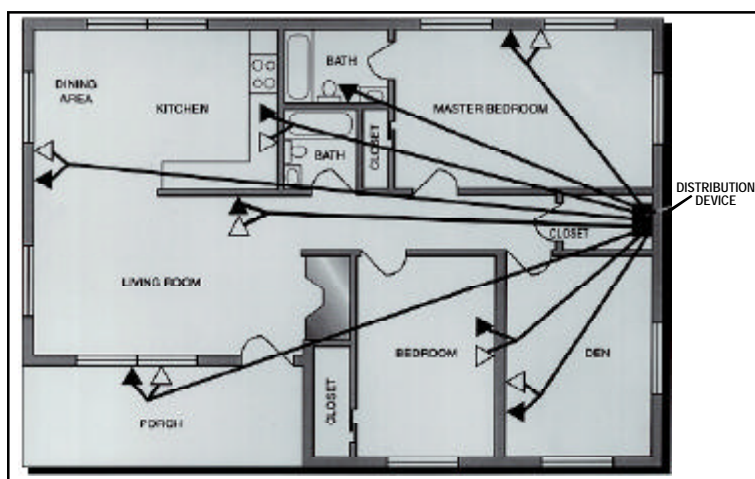 BATH
DINING
AREA
KITCHEN
MASTER BEDROOM
BATH
CLOSET
DISTRIBUTION
DEVICE
CLOSET
LIVING ROOM
BEDROOM
DEN
CLOSET
PORCH